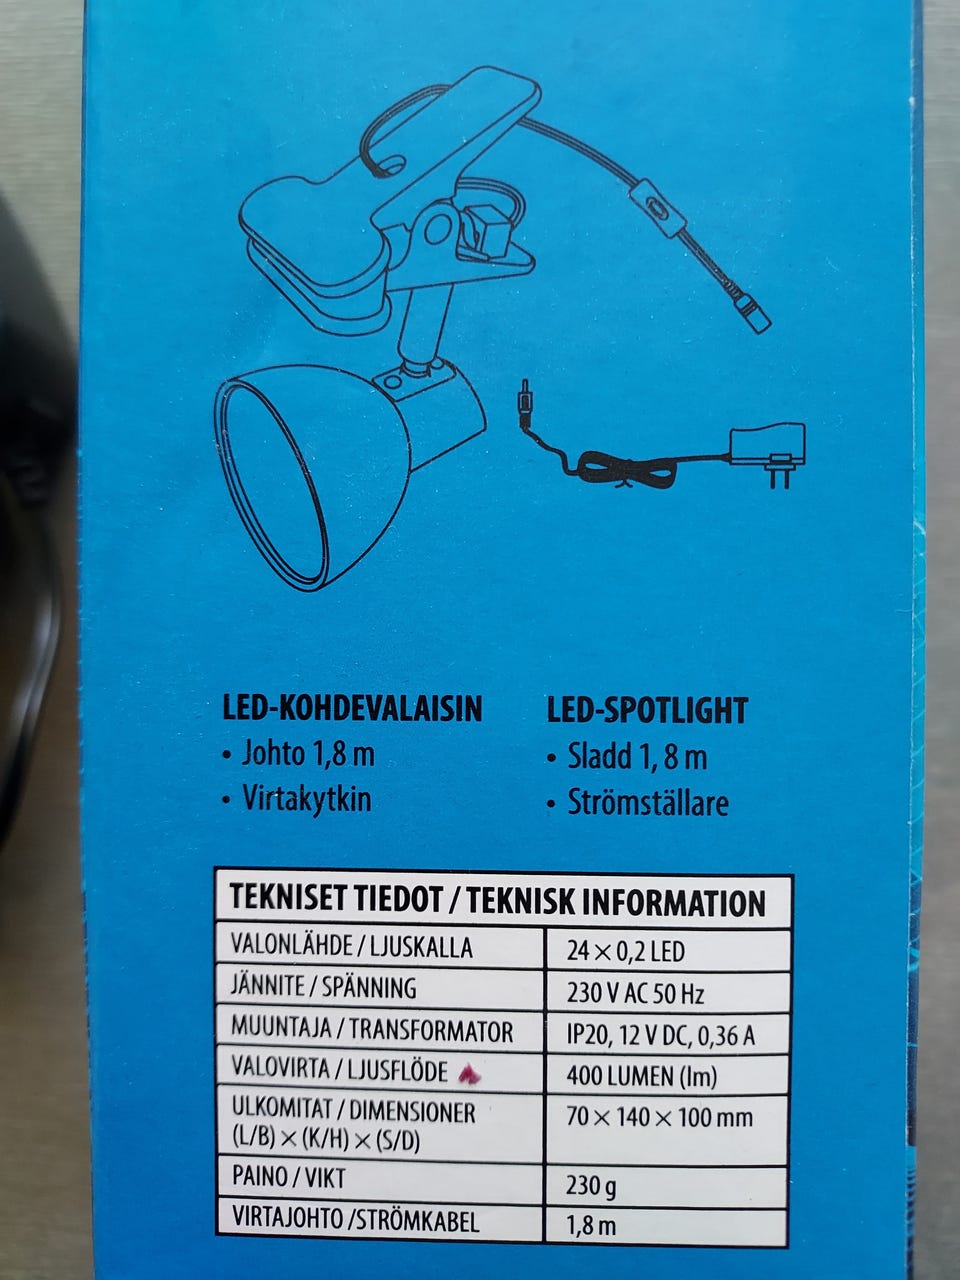 LED-KOHDEVALAISIN
• Johto 1,8 m
• Virtakytkin
LED-SPOTLIGHT
• Sladd 1, 8 m
• Strömställare
TEKNISET TIEDOT / TEKNISK INFORMATION
VALONLÄHDE / LJUSKALLA 24 × 0,2 LED
JÄNNITE / SPÄNNING 230 V AC 50 Hz
MUUNTAJA / TRANSFORMATOR IP20, 12 V DC, 0,36 A
VALOVIRTA / LJUSFLÖDE 400 LUMEN (lm)
ULKOMITAT / DIMENSIONER 70 × 140 × 100 mm
(L/B) × (K/H) × (S/D)
PAINO / VIKT 230 g
VIRTAJOHTO /STRÖMKABEL 1,8 m